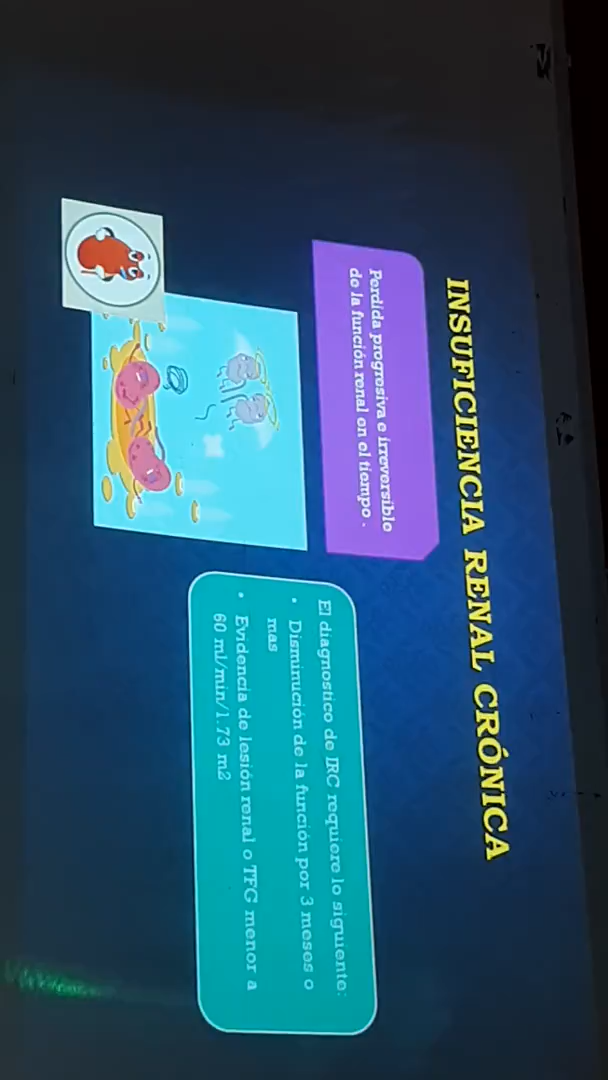 INSUFICIENCIA RENAL CRÓNICA
Perdida progresiva e irreversible
de la función renal en el tiempo .
El diagnostico de IRC requiere lo siguiente:
• Disminución de la función por 3 meses o
mas
• Evidencia de lesión renal o TFG menor a
60 ml/min/1.73 m2